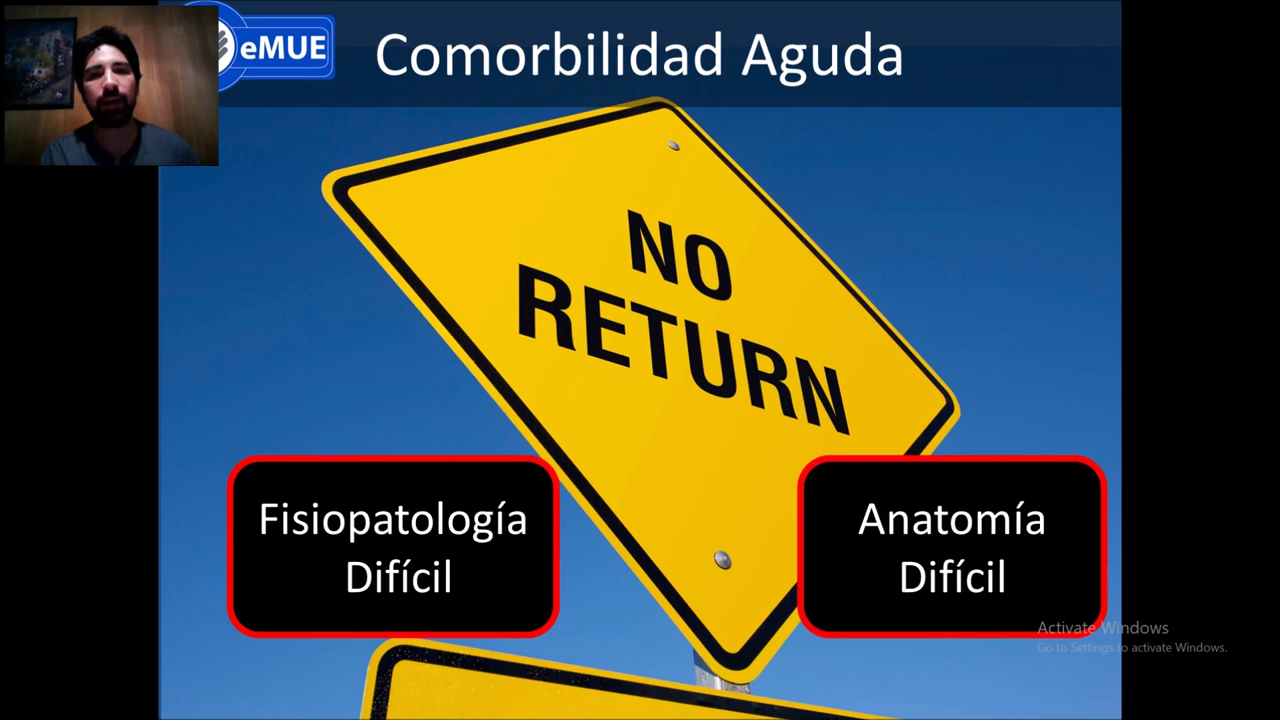 eMUE
Comorbilidad Aguda
NO
RETURN
Fisiopatología
Difícil
Anatomía
Difícil
Activate Windows
Go to Settings to activate Windows.